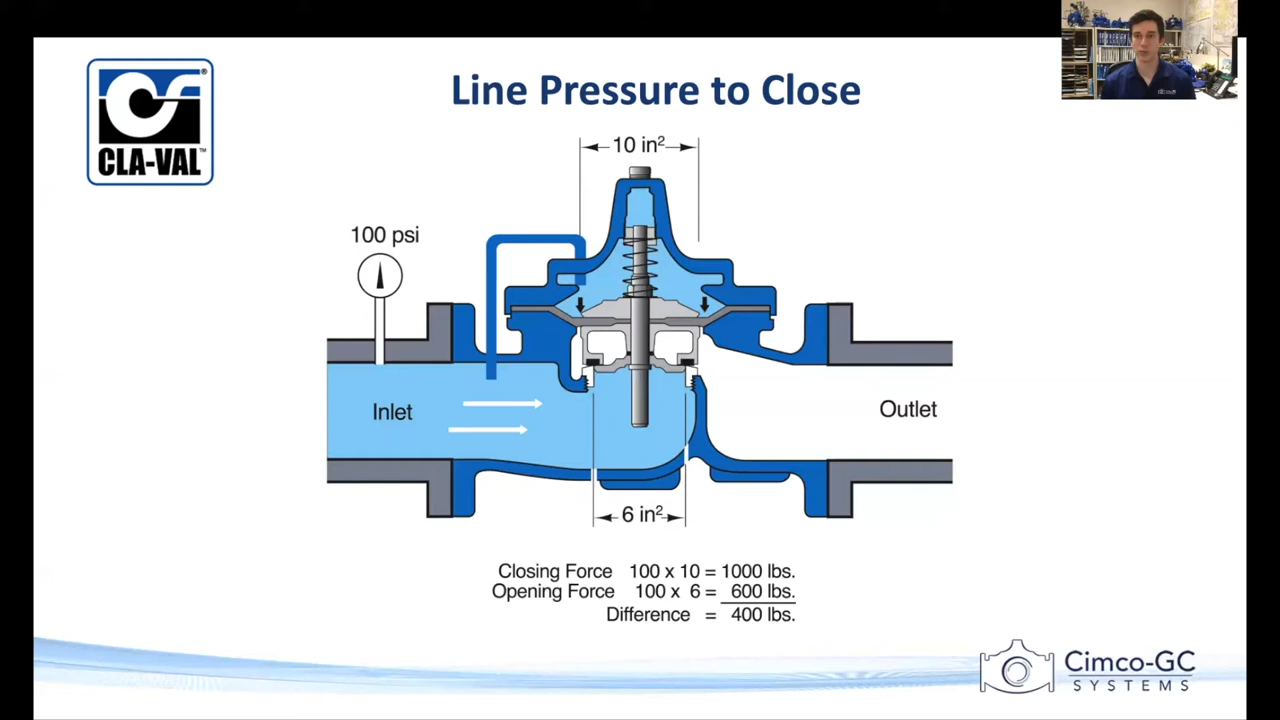 CLA-VAL™
®
Line Pressure to Close
10 in²
100 psi
Inlet
Outlet
6 in²
Closing Force 100 x 10 = 1000 lbs.
Opening Force 100 x 6 = 600 lbs.
Difference = 400 lbs.
Cimco-GC
SYSTEMS